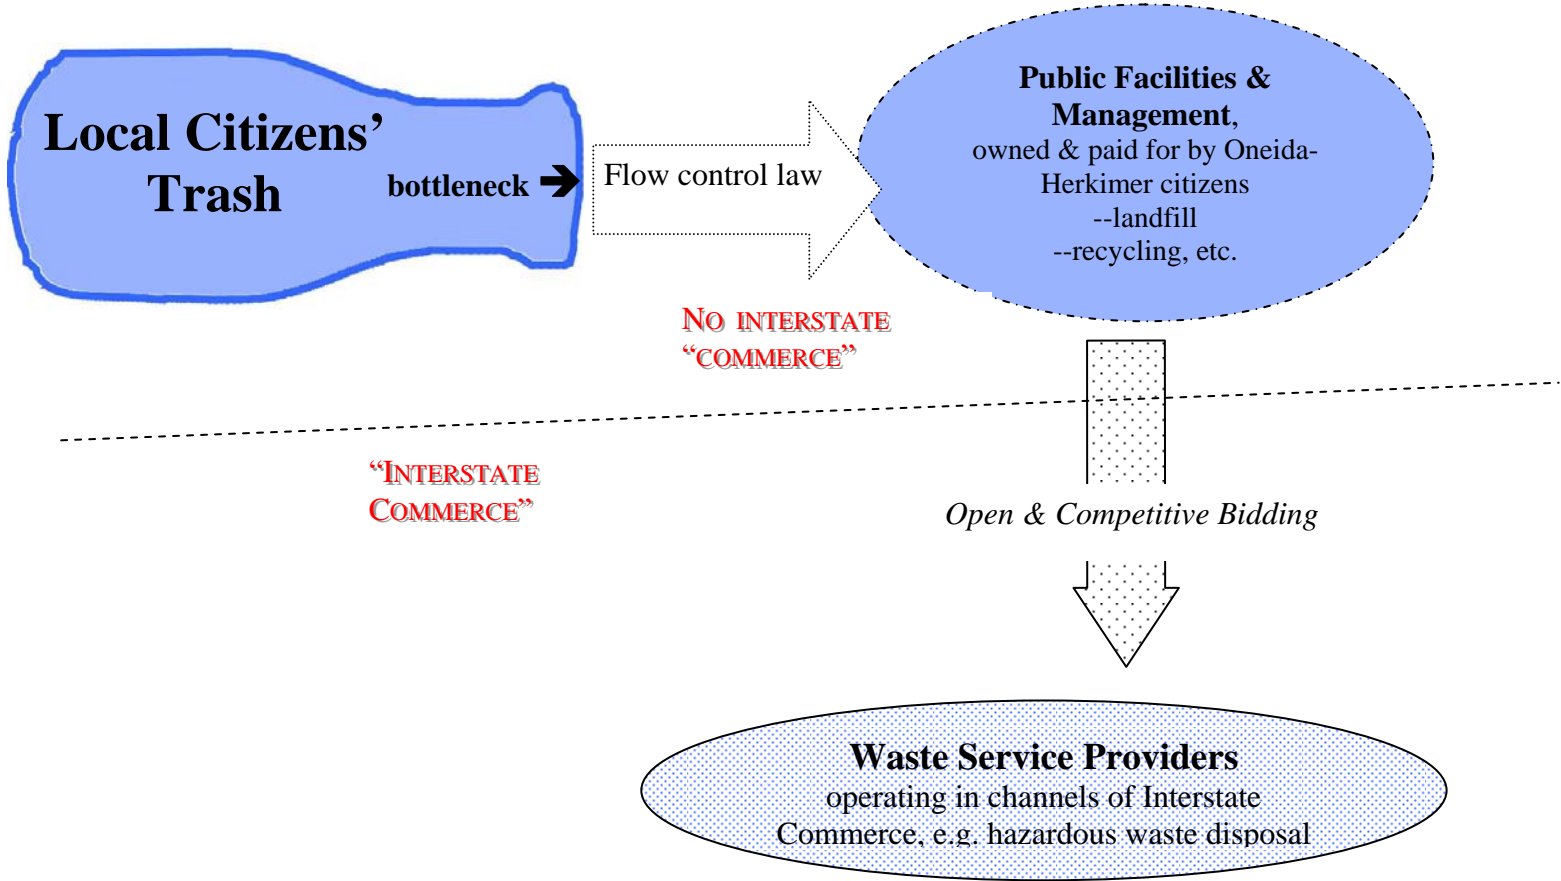 Local Citizens’
Trash
bottleneck
Flow control law
Public Facilities &
Management,
owned & paid for by Oneida-
Herkimer citizens
--landfill
--recycling, etc.
NO INTERSTATE
“COMMERCE”
“INTERSTATE
COMMERCE”
Open & Competitive Bidding
Waste Service Providers
operating in channels of Interstate
Commerce, e.g. hazardous waste disposal